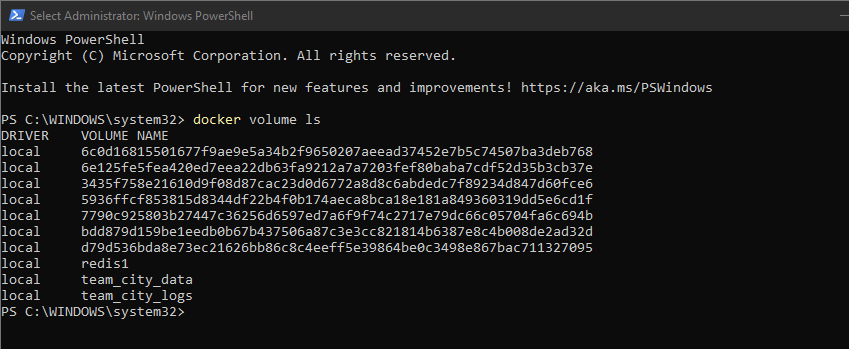 Select Administrator: Windows PowerShell
Windows PowerShell
Copyright (C) Microsoft Corporation. All rights reserved.
Install the latest PowerShell for new features and improvements! https://aka.ms/PSWindows
PS C:\WINDOWS\system32> docker volume ls
DRIVER    VOLUME NAME
local     6c0d16815501677f9ae9e5a34b2f9650207aeead37452e7b5c74507ba3deb768
local     6e125fe5fea420ed7eea22db63fa9212a7a7203fef80baba7cdf52d35b3cb37e
local     3435f758e21610d9f08d87cac23d0d6772a8d8c6abdedc7f89234d847d60fce6
local     5936ffcf853815d8344df22b4f0b174aeca8bca18e181a849360319dd5e6cd1f
local     7790c925803b27447c36256d6597ed7a6f9f74cc2717e79dc66c05704fa6c694b
local     bdd879d159be1eedb0b67b437506a87c3e3cc821814b6387e8c4b008de2ad32d
local     d79d536bda8e73ec21626bb86c8c4eeff5e39864be0c3498e867bac711327095
local     redis1
local     team_city_data
local     team_city_logs
PS C:\WINDOWS\system32>